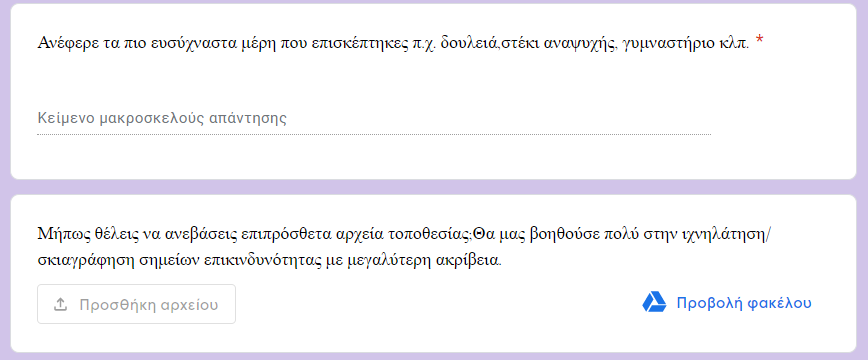 Ανέφερε τα πιο ευσύχναστα μέρη που επισκέπτηκες π.χ. δουλειά,στέκι αναψυχής, γυμναστήριο κλπ. *
Κείμενο μακροσκελούς απάντησης
Μήπως θέλεις να ανεβάσεις επιπρόσθετα αρχεία τοποθεσίας;Θα μας βοηθούσε πολύ στην ιχνηλάτηση/
σκιαγράφηση σημείων επικινδυνότητας με μεγαλύτερη ακρίβεια.
Προσθήκη αρχείου
Προβολή φακέλου